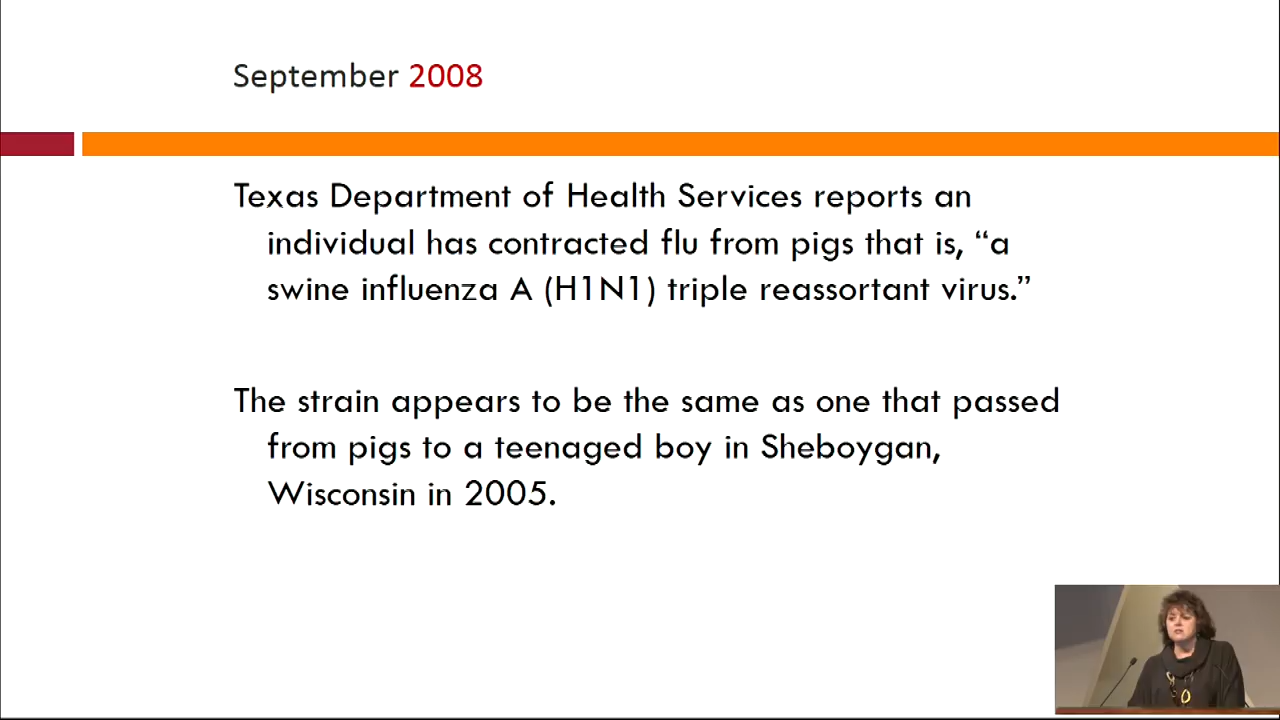 September 2008
Texas Department of Health Services reports an
individual has contracted flu from pigs that is, “a
swine influenza A (H1N1) triple reassortant virus.”
The strain appears to be the same as one that passed
from pigs to a teenaged boy in Sheboygan,
Wisconsin in 2005.